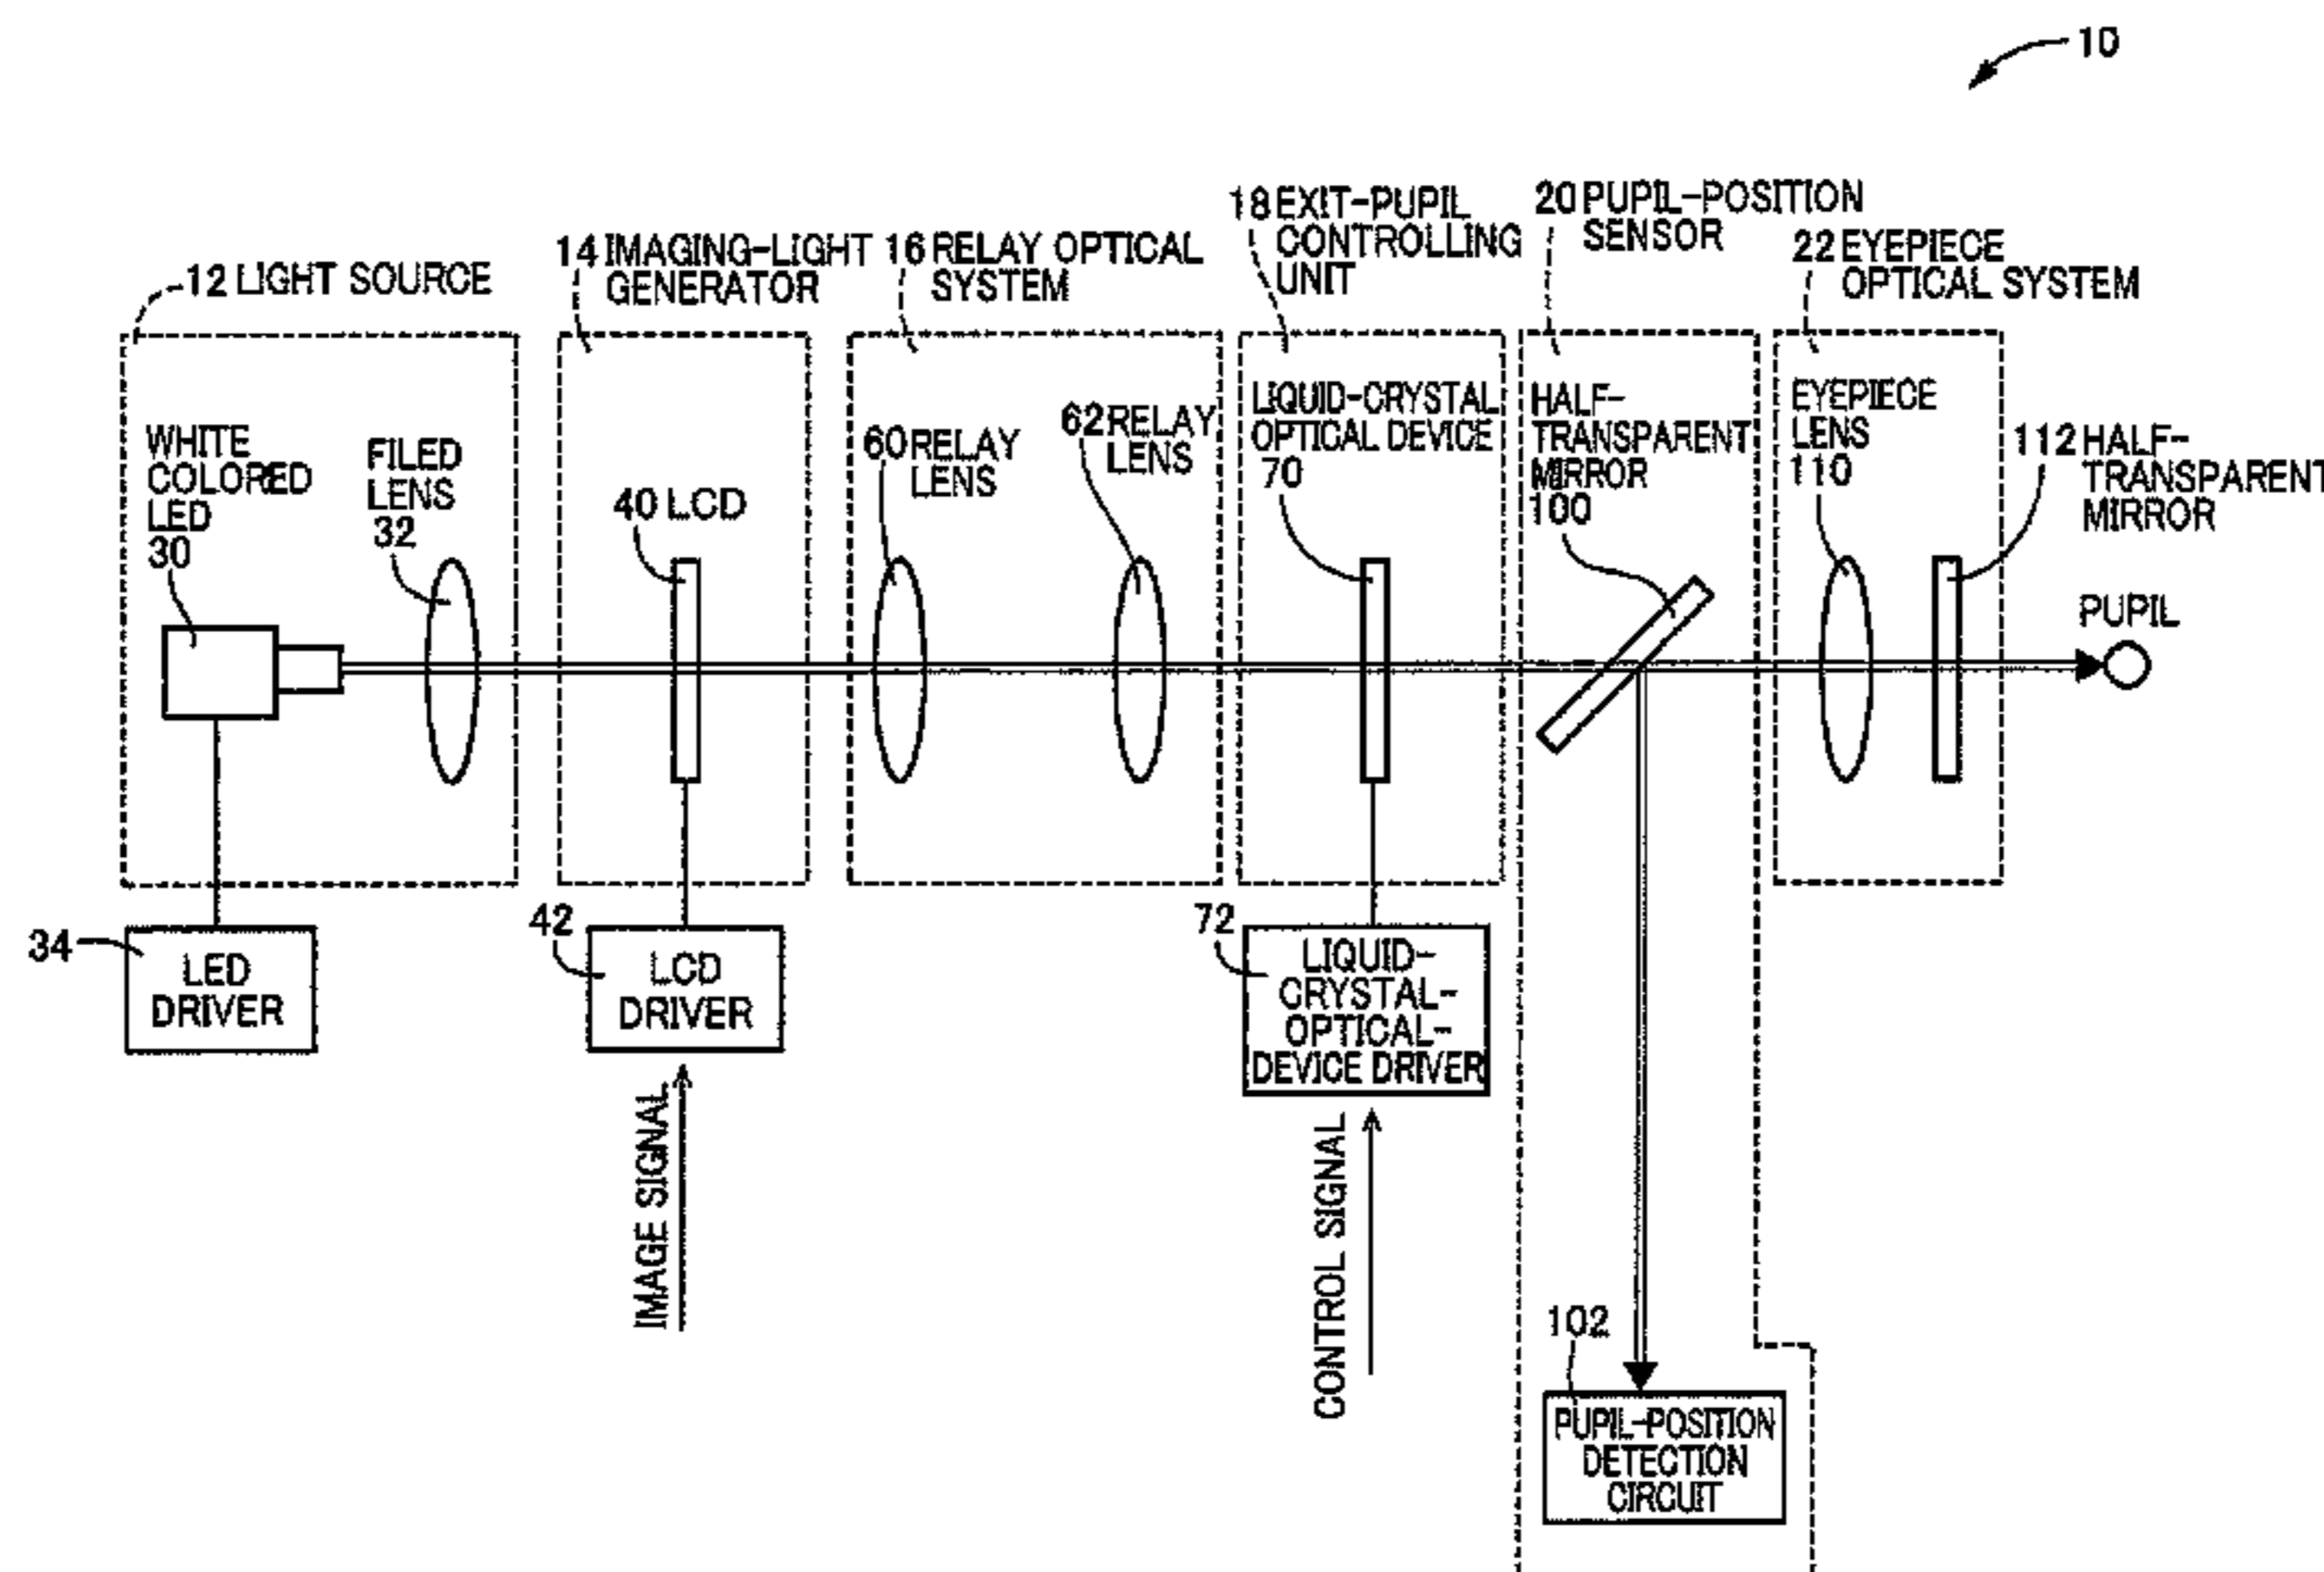 10
12 LIGHT SOURCE
14 IMAGING-LIGHT
GENERATOR
16 RELAY OPTICAL
SYSTEM
18 EXIT-PUPIL
CONTROLLING
UNIT
20 PUPIL-POSITION
SENSOR
22 EYEPIECE
OPTICAL SYSTEM
WHITE
COLORED
LED
30
FILED
LENS
32
40 LCD
60 RELAY
LENS
62 RELAY
LENS
LIQUID-CRYSTAL
OPTICAL DEVICE
70
HALF-
TRANSPARENT
MIRROR
100
EYEPIECE
LENS
110
112 HALF-
TRANSPARENT
MIRROR
PUPIL
34
LED
DRIVER
42
LCD
DRIVER
72
LIQUID-
CRYSTAL-
OPTICAL-
DEVICE DRIVER
IMAGE SIGNAL
CONTROL SIGNAL
102
PUPIL-POSITION
DETECTION
CIRCUIT